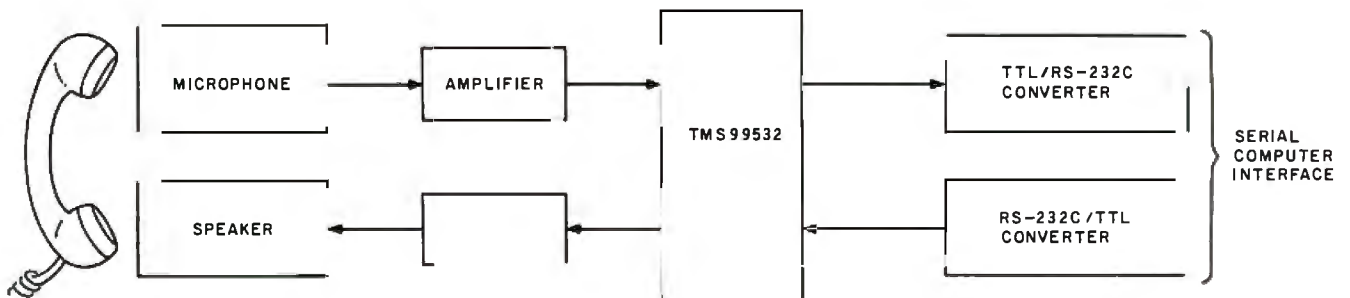 MICROPHONE
AMPLIFIER
TMS99532
TTL/RS-232C
CONVERTER
SERIAL
COMPUTER
INTERFACE
SPEAKER
RS-232C/TTL
CONVERTER